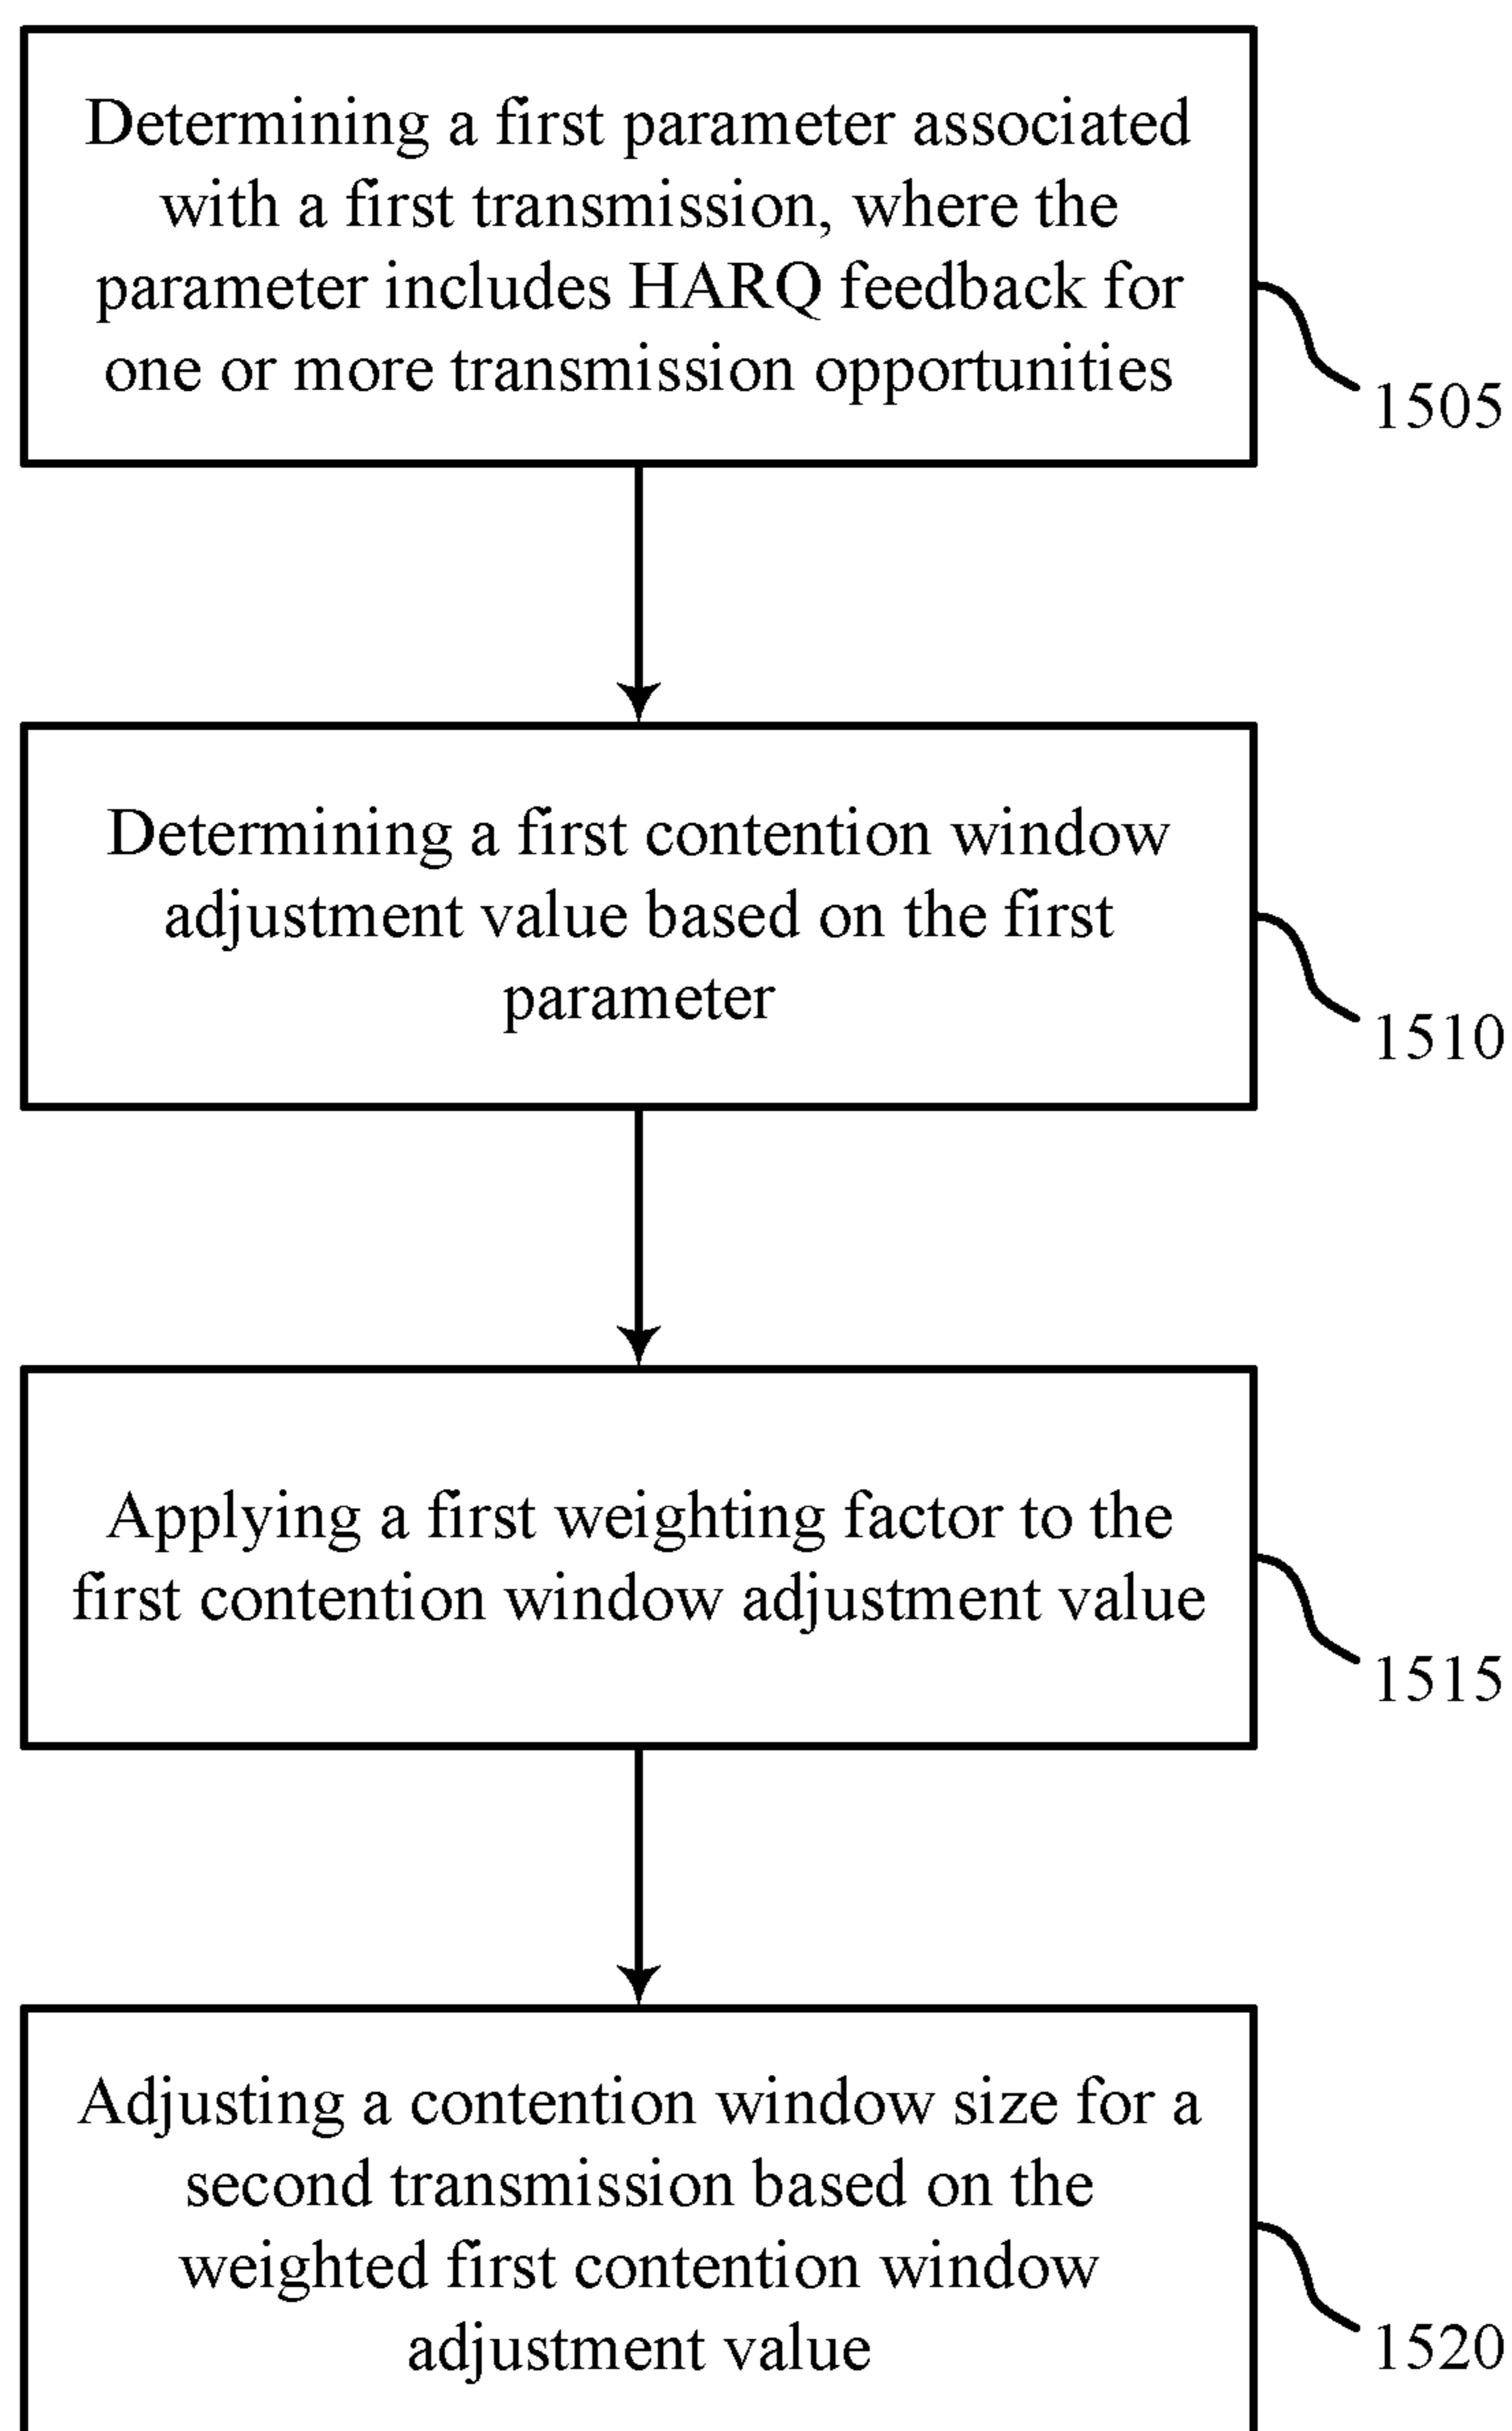 Determining a first parameter associated
with a first transmission, where the
parameter includes HARQ feedback for
one or more transmission opportunities
1505
Determining a first contention window
adjustment value based on the first
parameter
1510
Applying a first weighting factor to the
first contention window adjustment value
1515
Adjusting a contention window size for a
second transmission based on the
weighted first contention window
adjustment value
1520